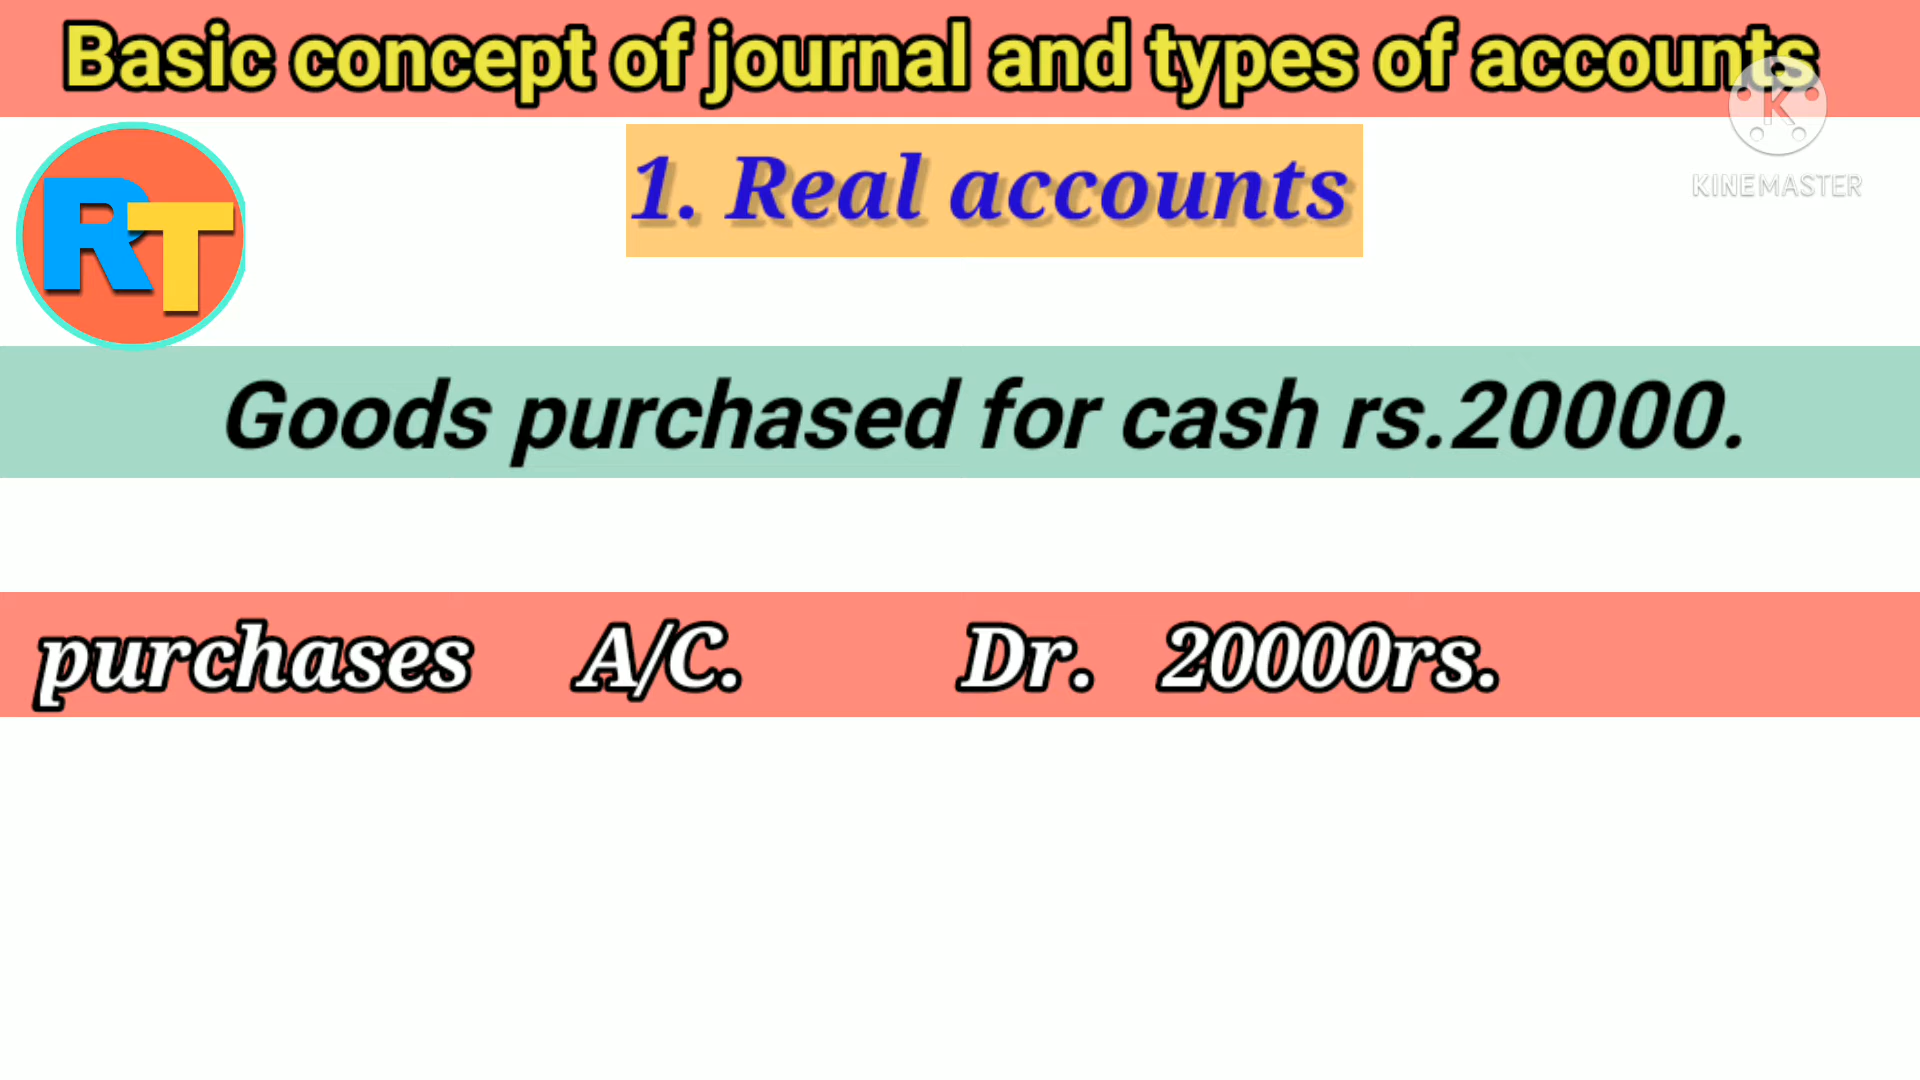 Basic concept of journal and types of accounts
K
KINEMASTER
RT
1. Real accounts
Goods purchased for cash rs.20000.
purchases A/C. Dr. 20000rs.